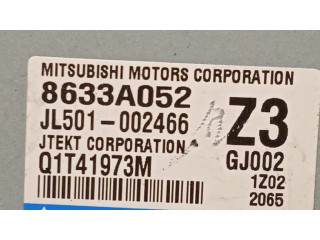 MITSUBISHI MOTORS CORPORATION
8633A052
JL501-002466
JTEKT CORPORATION
Q1T41973M
Z3
GJ002
1Z02
2065